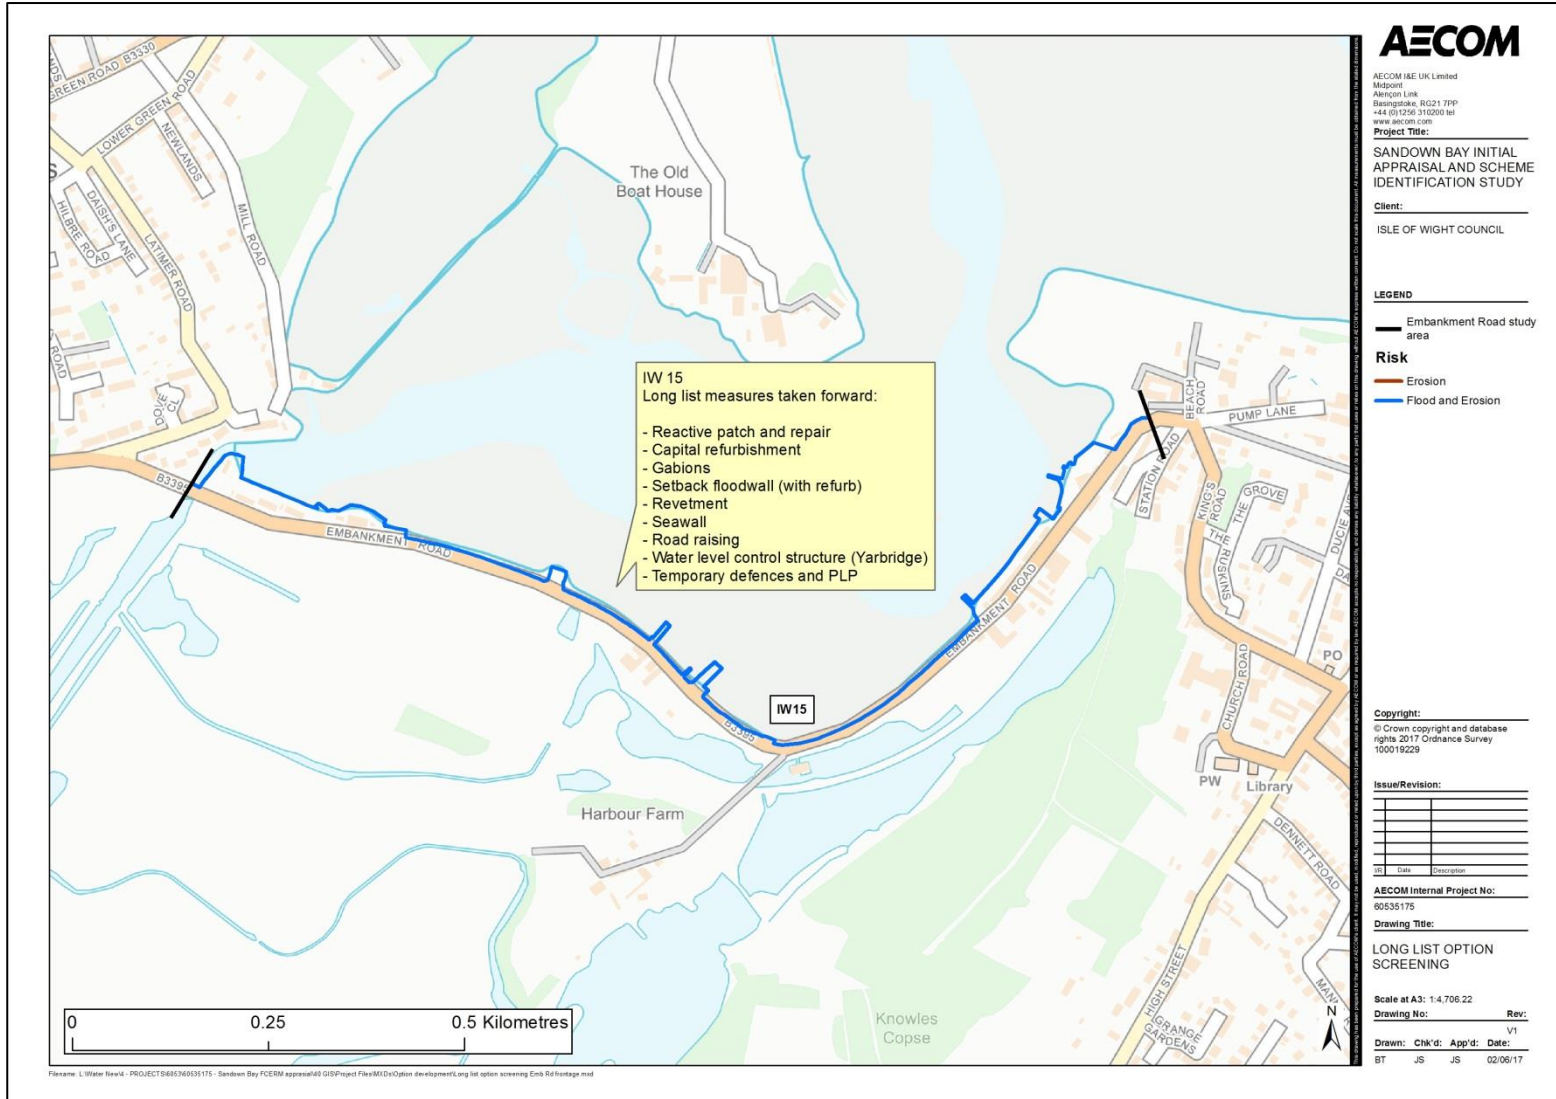 GREEN ROAD B3330
LOWER GREEN ROAD
NEWLANDS
MILL ROAD
S
DAISH'S LANE
HILBRE ROAD
LATIMER ROAD
ROAD
DOVE CL
B3395
EMBANKMENT ROAD
The Old
Boat House
IW 15
Long list measures taken forward:
- Reactive patch and repair
- Capital refurbishment
- Gabions
- Setback floodwall (with refurb)
- Revetment
- Seawall
- Road raising
- Water level control structure (Yarbridge)
- Temporary defences and PLP
IW15
B3395
EMBANKMENT ROAD
Harbour Farm
BEACH
ROAD
PUMP LANE
STATION ROAD
KING'S
ROAD
THE GROVE
THE RUSKINS
DUCIE AVE
CHURCH ROAD
PO
PW
Library
DENNETT ROAD
HIGH STREET
GRANGE
GARDENS
Knowles
Copse
N
0 0.25 0.5 Kilometres
AECOM
AECOM I&E UK Limited
Midpoint
Alençon Link
Basingstoke, RG21 7PP
+44 (0)1256 310200 tel
www.aecom.com
Project Title:
SANDOWN BAY INITIAL
APPRAISAL AND SCHEME
IDENTIFICATION STUDY
Client:
ISLE OF WIGHT COUNCIL
LEGEND
Embankment Road study
area
Risk
Erosion
Flood and Erosion
Copyright:
© Crown copyright and database
rights 2017 Ordnance Survey
100019229
Issue/Revision:
I/R Date Description
AECOM Internal Project No:
60535175
Drawing Title:
LONG LIST OPTION
SCREENING
Scale at A3: 1:4,706.22
Drawing No: Rev:
V1
Drawn: Chk'd: App'd: Date:
BT JS JS 02/06/17